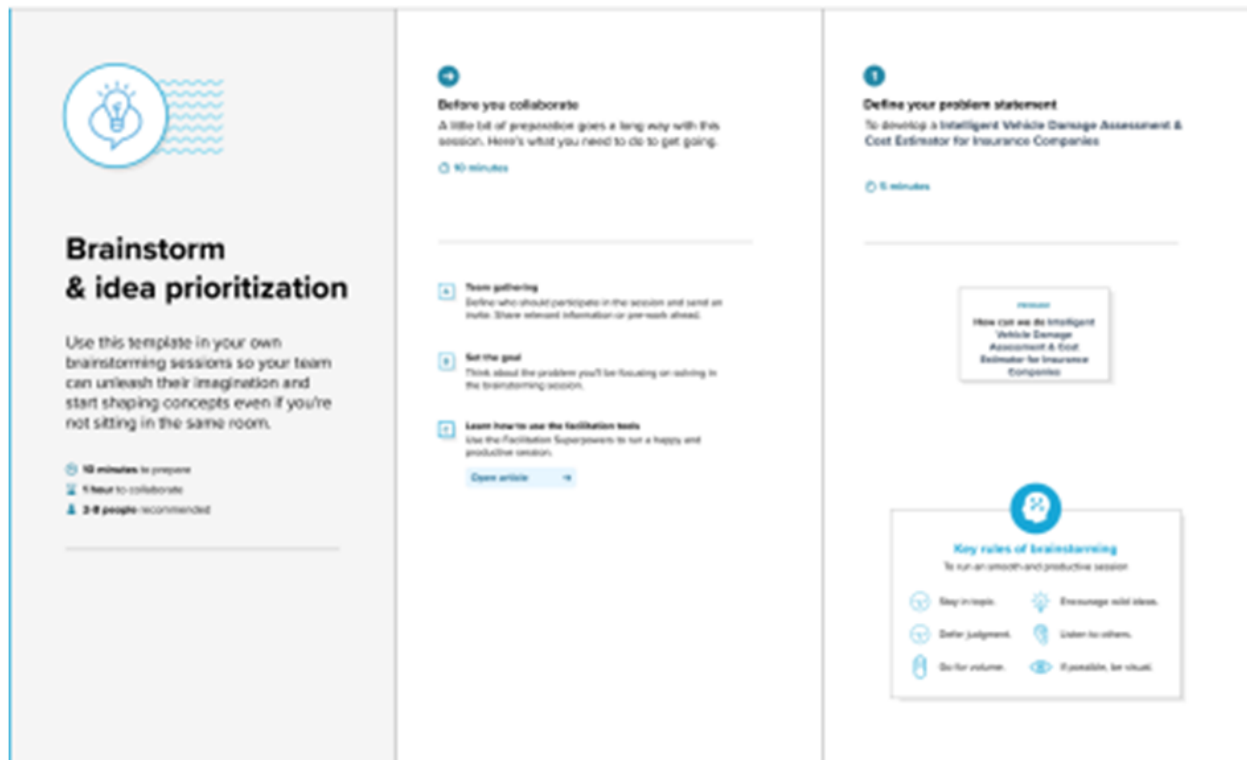 Brainstorm
& idea prioritization
Use this template in your own
brainstorming sessions so your team
can unleash their imagination and
start shaping concepts even if you're
not sitting in the same room.
10 minutes to prepare
1 hour to collaborate
2-8 people recommended
Before you collaborate
A little bit of preparation goes a long way with this
session. Here's what you need to do to get going.
10 minutes
A
Team gathering
Define who should participate in the session and send an
invite. Share relevant information or pre-work ahead.
B
Set the goal
Think about the problem you'll be focusing on solving in
the brainstorming session.
C
Learn how to use the facilitation tools
Use the Facilitation Superpowers to run a happy and
productive session.
Open article
1
Define your problem statement
To develop a Intelligent Vehicle Damage Assessment &
Cost Estimator for Insurance Companies
5 minutes
PROBLEM
How can we do Intelligent
Vehicle Damage
Assessment & Cost
Estimator for Insurance
Companies
Key rules of brainstorming
To run an smooth and productive session
Stay in topic.
Encourage wild ideas.
Defer judgment.
Listen to others.
Go for volume.
If possible, be visual.